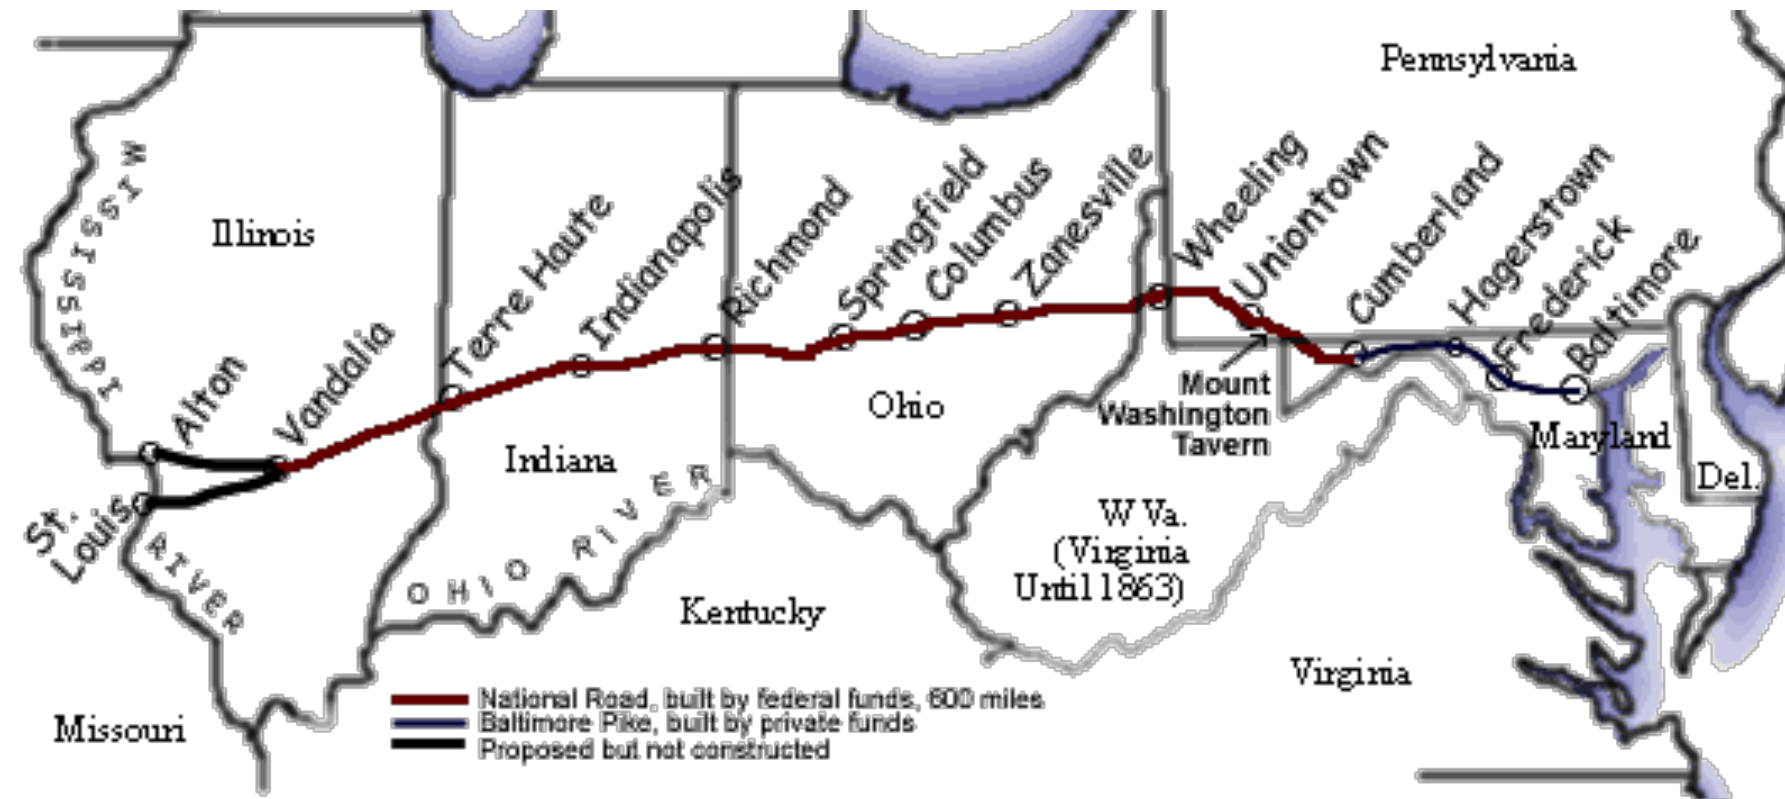 Pennsylvania
MISSISSIPPI
Illinois
Alton
Vandalia
Terre Haute
Indianapolis
Richmond
Springfield
Columbus
Zanesville
Wheeling
Uniontown
Cumberland
Hagerstown
Frederick
Baltimore
Mount
Washington
Tavern
Ohio
Indiana
Maryland
Del.
St.
Louis
RIVER
OHIO RIVER
W Va.
(Virginia
Until 1863)
Kentucky
Virginia
Missouri
National Road, built by federal funds, 600 miles
Baltimore Pike, built by private funds
Proposed but not constructed